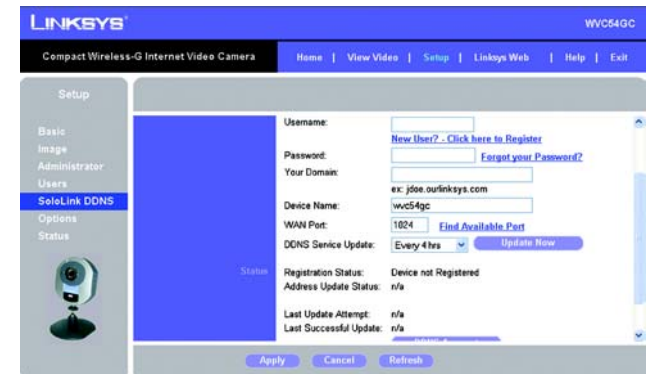 LINKSYS
WVC54GC
Compact Wireless-G Internet Video Camera
Home | View Video | Setup | Linksys Web | Help | Exit
Setup
Basic
Image
Administrator
Users
SoloLink DDNS
Options
Status
Username:
New User? - Click here to Register
Password:
Forgot your Password?
Your Domain:
ex: jdoe.ourlinksys.com
Device Name: wvc54gc
WAN Port: 1024 Find Available Port
DDNS Service Update: Every 4 hrs Update Now
Status
Registration Status: Device not Registered
Address Update Status: n/a
Last Update Attempt: n/a
Last Successful Update: n/a
Apply Cancel Refresh